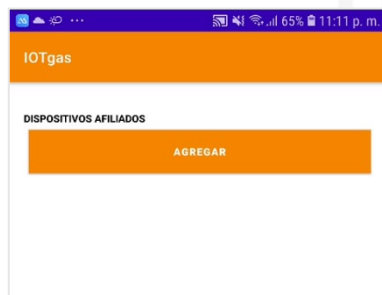 65% 11:11 p. m.
IOTgas
DISPOSITIVOS AFILIADOS
AGREGAR